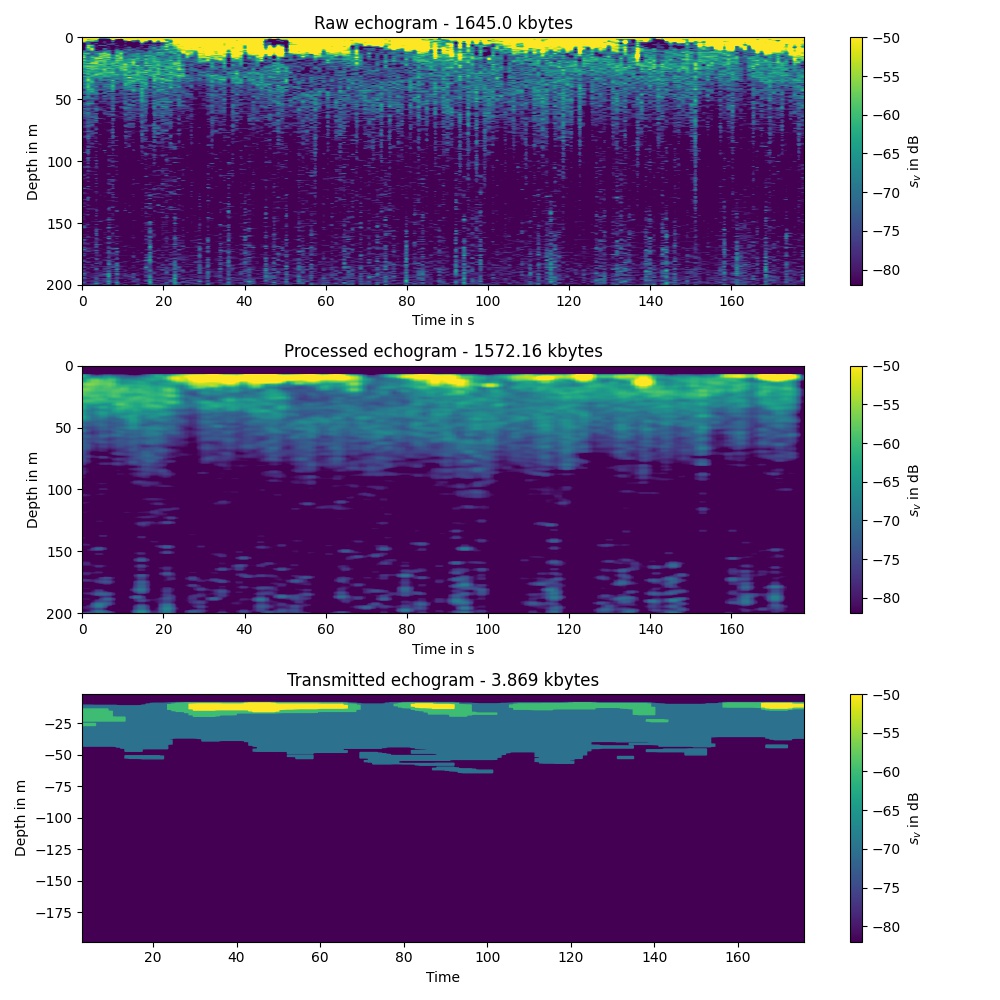 Raw echogram - 1645.0 kbytes
0
50
100
150
200
Depth in m
0 20 40 60 80 100 120 140 160
Time in s
−50
−55
−60
−65
−70
−75
−80
sv in dB
Processed echogram - 1572.16 kbytes
0
50
100
150
200
Depth in m
0 20 40 60 80 100 120 140 160
Time in s
−50
−55
−60
−65
−70
−75
−80
sv in dB
Transmitted echogram - 3.869 kbytes
−25
−50
−75
−100
−125
−150
−175
Depth in m
20 40 60 80 100 120 140 160
Time
−50
−55
−60
−65
−70
−75
−80
sv in dB